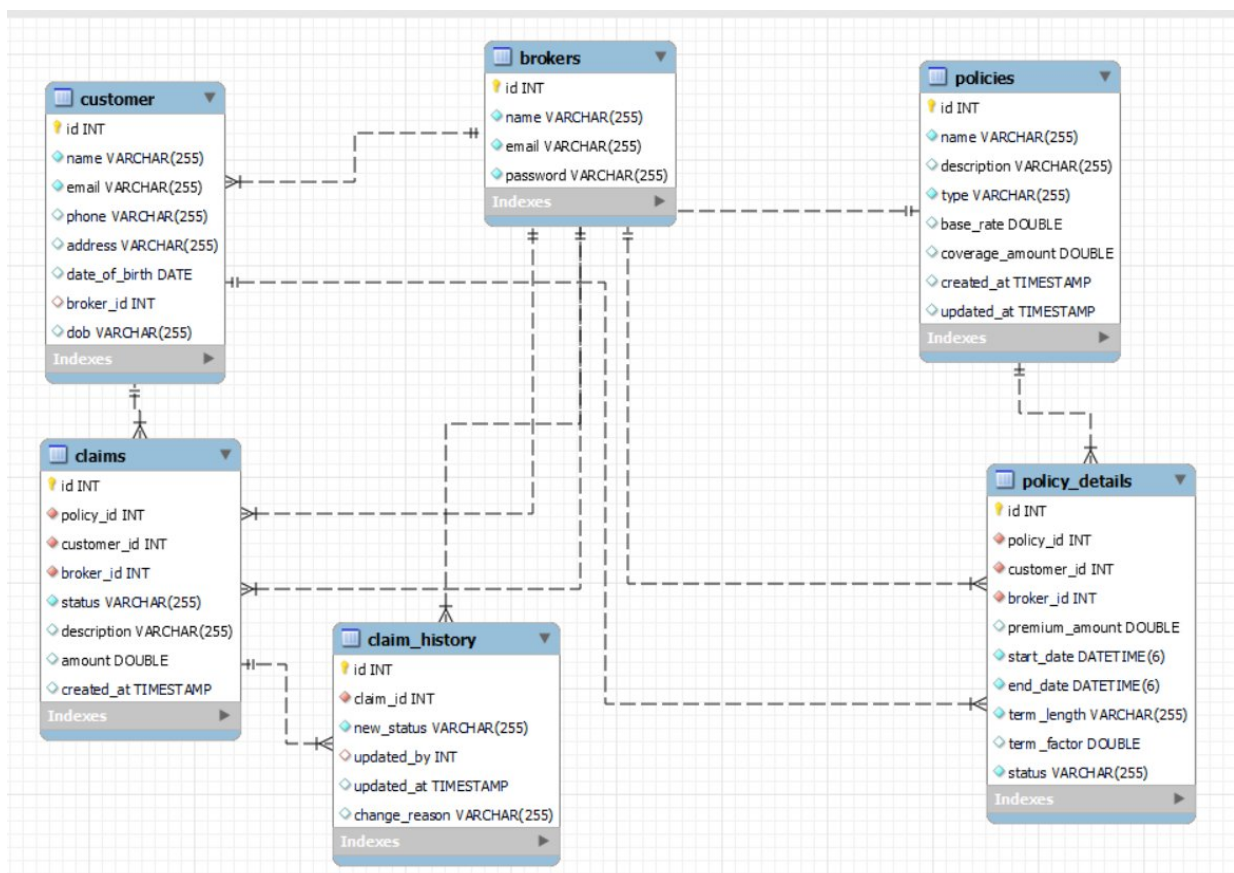 customer
id INT
name VARCHAR(255)
email VARCHAR(255)
phone VARCHAR(255)
address VARCHAR(255)
date_of_birth DATE
broker_id INT
dob VARCHAR(255)
Indexes
brokers
id INT
name VARCHAR(255)
email VARCHAR(255)
password VARCHAR(255)
Indexes
policies
id INT
name VARCHAR(255)
description VARCHAR(255)
type VARCHAR(255)
base_rate DOUBLE
coverage_amount DOUBLE
created_at TIMESTAMP
updated_at TIMESTAMP
Indexes
claims
id INT
policy_id INT
customer_id INT
broker_id INT
status VARCHAR(255)
description VARCHAR(255)
amount DOUBLE
created_at TIMESTAMP
Indexes
claim_history
id INT
claim_id INT
new_status VARCHAR(255)
updated_by INT
updated_at TIMESTAMP
change_reason VARCHAR(255)
Indexes
policy_details
id INT
policy_id INT
customer_id INT
broker_id INT
premium_amount DOUBLE
start_date DATETIME(6)
end_date DATETIME(6)
term_length VARCHAR(255)
term_factor DOUBLE
status VARCHAR(255)
Indexes